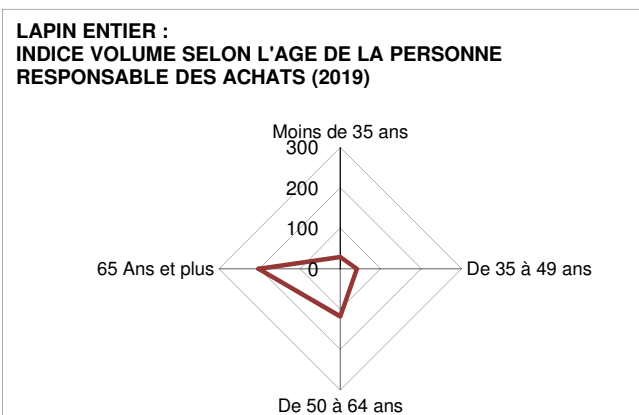 LAPIN ENTIER :
INDICE VOLUME SELON L'AGE DE LA PERSONNE
RESPONSABLE DES ACHATS (2019)
Moins de 35 ans
300
200
100
0
65 Ans et plus
De 35 à 49 ans
De 50 à 64 ans